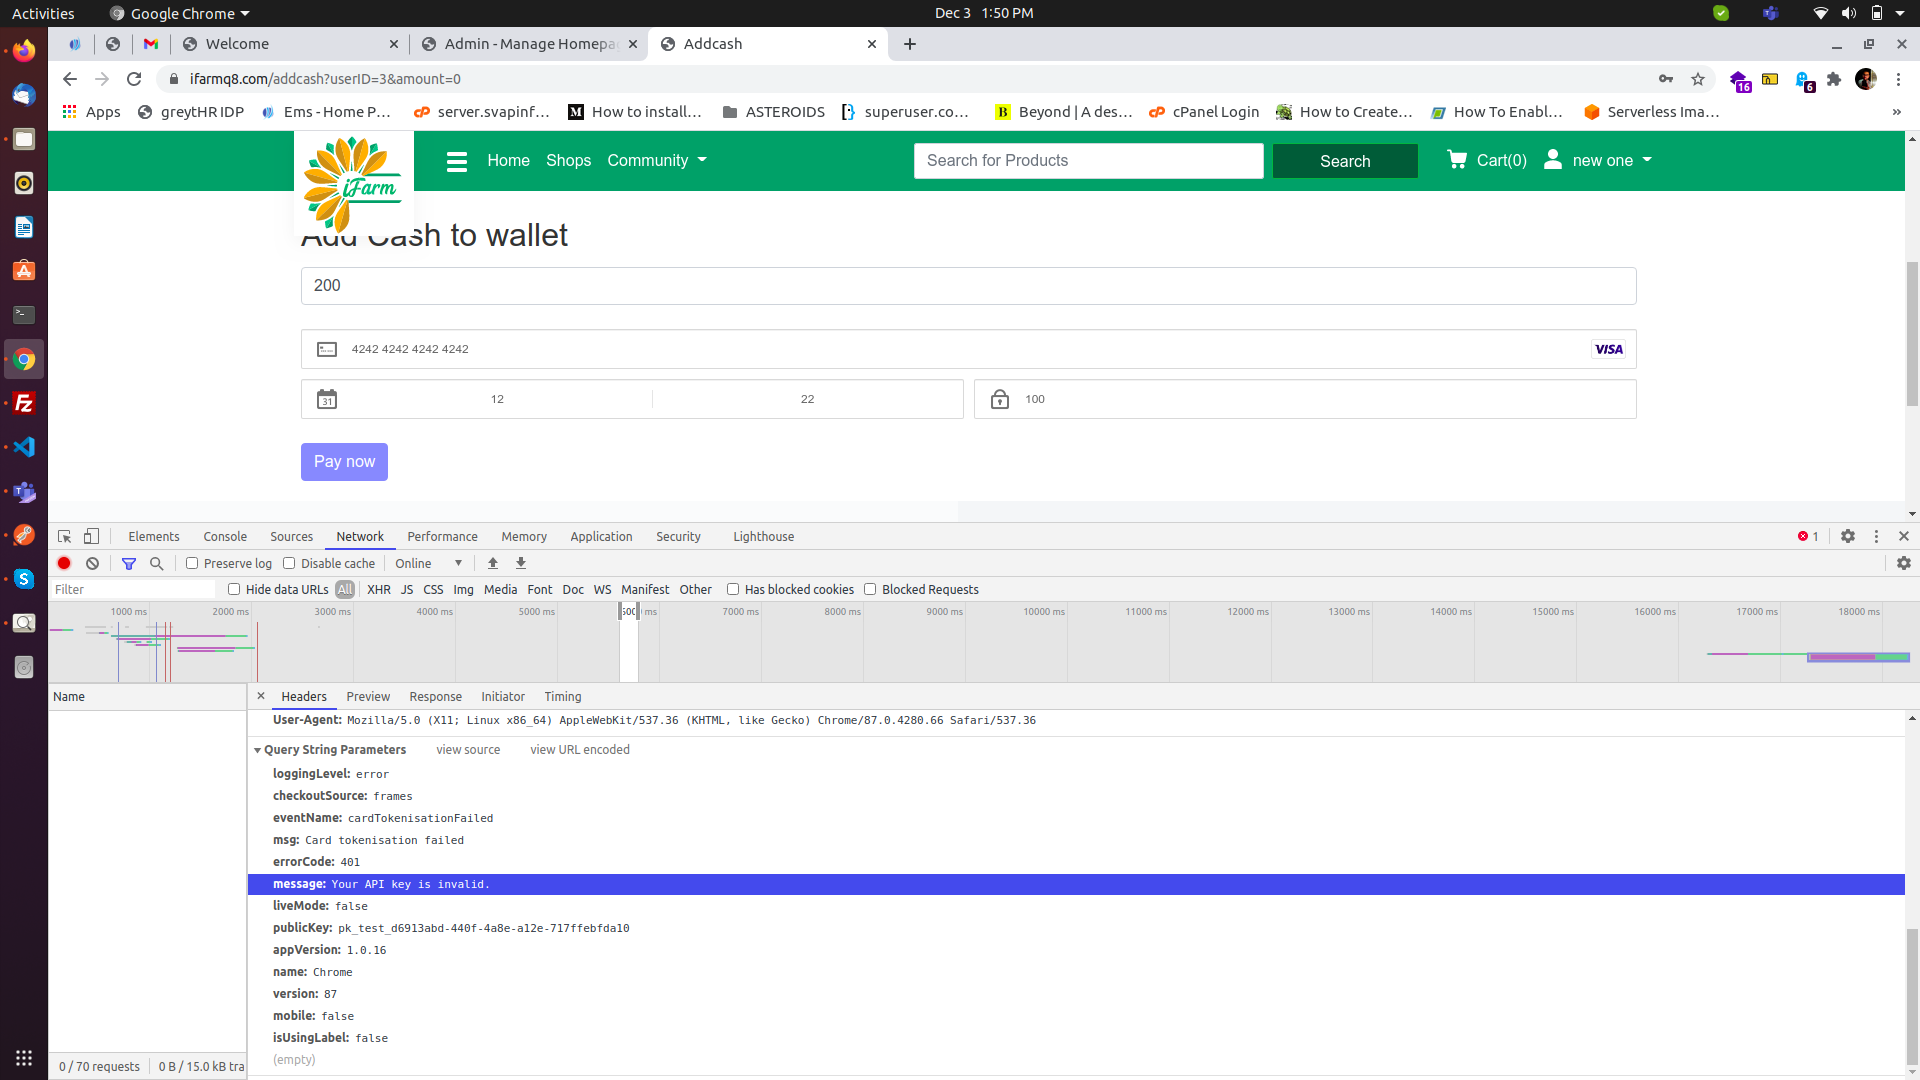 Activities Google Chrome Dec 3 1:50 PM
Welcome Admin - Manage Homepa Addcash
ifarmq8.com/addcash?userID=3&amount=0 16 6
Apps greytHR IDP Ems - Home P... server.svapinf... How to install... ASTEROIDS superuser.co... Beyond | A des... cPanel Login How to Create... How To Enabl... Serverless Ima... »
iFarm Home Shops Community Search for Products Search Cart(0) new one
Add Cash to wallet
200
4242 4242 4242 4242 VISA
31 12 22 100
Pay now
Elements Console Sources Network Performance Memory Application Security Lighthouse 1
Preserve log Disable cache Online
Filter Hide data URLs All XHR JS CSS Img Media Font Doc WS Manifest Other Has blocked cookies Blocked Requests
1000 ms 2000 ms 3000 ms 4000 ms 5000 ms ms 7000 ms 8000 ms 9000 ms 10000 ms 11000 ms 12000 ms 13000 ms 14000 ms 15000 ms 16000 ms 17000 ms 18000 ms
Name Headers Preview Response Initiator Timing
User-Agent: Mozilla/5.0 (X11; Linux x86_64) AppleWebKit/537.36 (KHTML, like Gecko) Chrome/87.0.4280.66 Safari/537.36
Query String Parameters view source view URL encoded
loggingLevel: error
checkoutSource: frames
eventName: cardTokenisationFailed
msg: Card tokenisation failed
errorCode: 401
message: Your API key is invalid.
liveMode: false
publicKey: pk_test_d6913abd-440f-4a8e-a12e-717ffebfda10
appVersion: 1.0.16
name: Chrome
version: 87
mobile: false
isUsingLabel: false
(empty)
0 / 70 requests 0 B / 15.0 kB tra